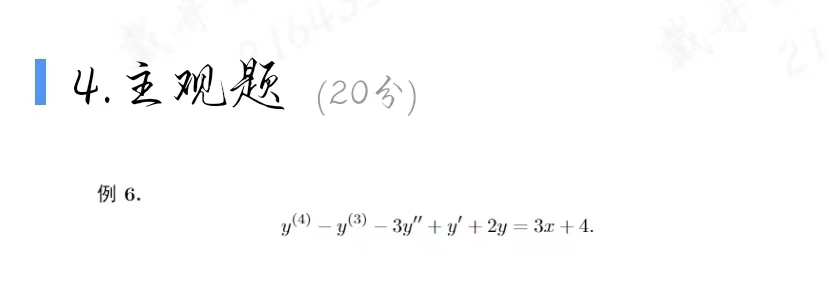 4.主观题 (20分)
例 6.
y⁽⁴⁾ − y⁽³⁾ − 3y″ + y′ + 2y = 3x + 4.